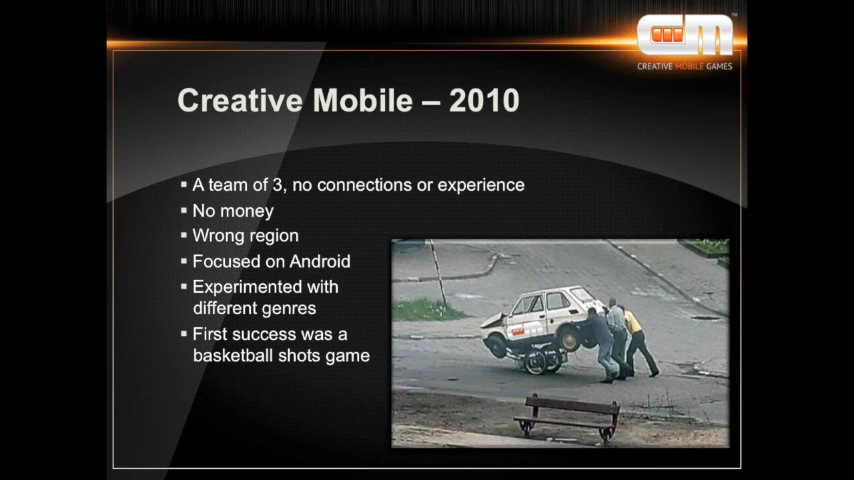 CREATIVE MOBILE GAMES
Creative Mobile – 2010
▪ A team of 3, no connections or experience
▪ No money
▪ Wrong region
▪ Focused on Android
▪ Experimented with
different genres
▪ First success was a
basketball shots game